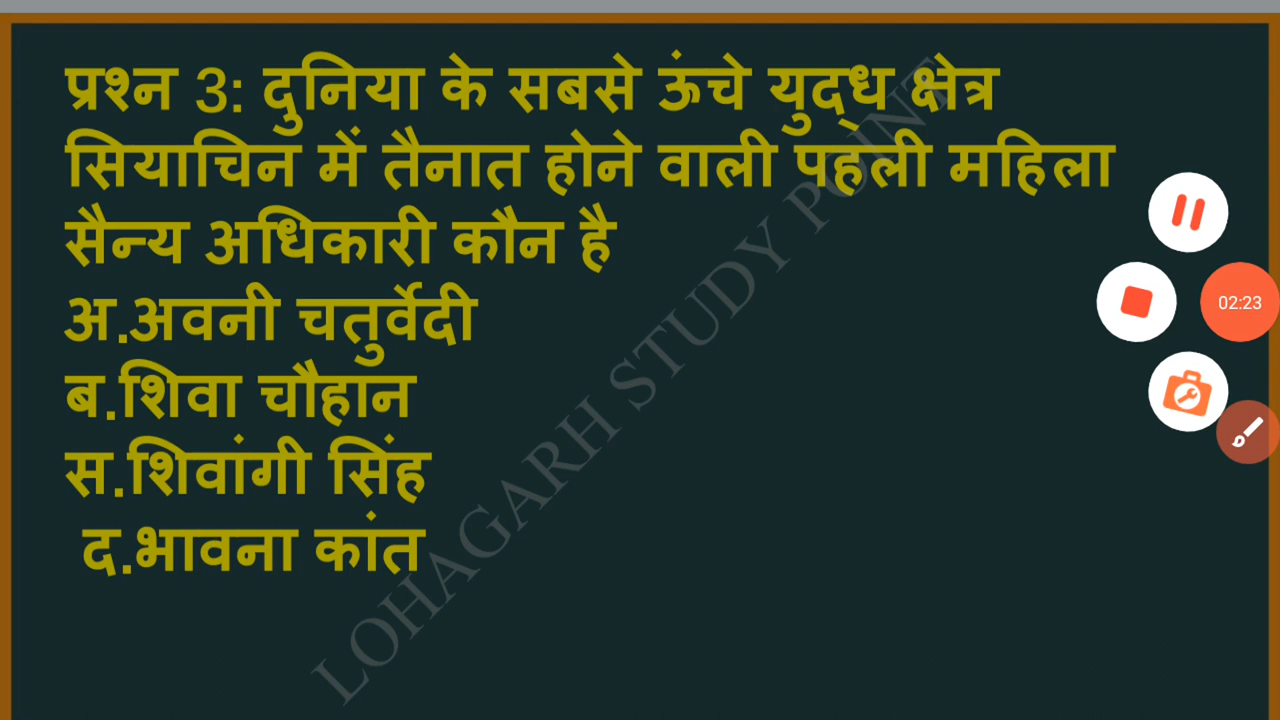 प्रश्न 3: दुनिया के सबसे ऊंचे युद्ध क्षेत्र
सियाचिन में तैनात होने वाली पहली महिला
सैन्य अधिकारी कौन है
अ.अवनी चतुर्वेदी
ब.शिवा चौहान
स.शिवांगी सिंह
द.भावना कांत
LOHAGARH STUDY POINT
02:23